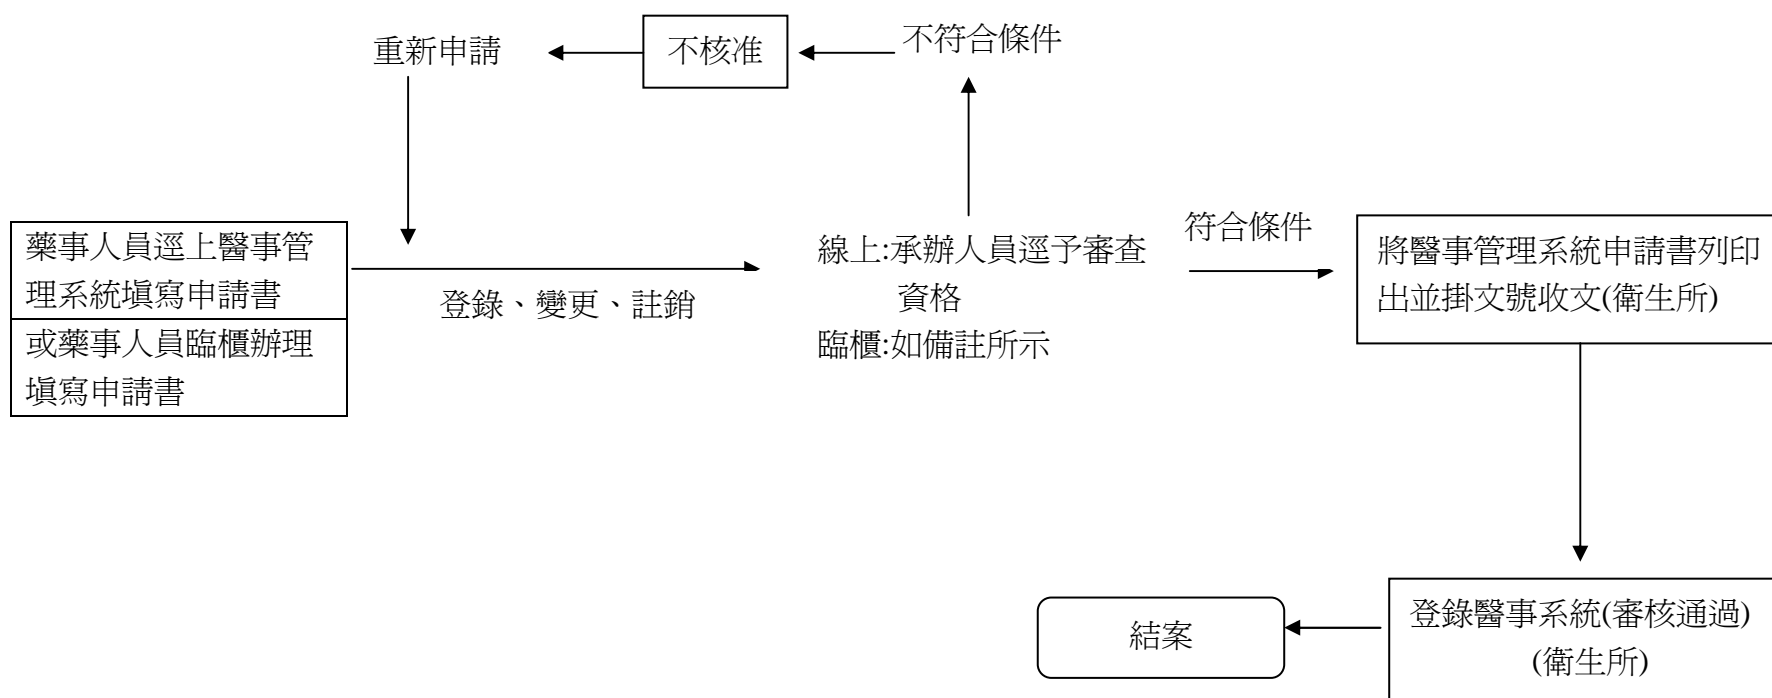 重新申請
不核准
不符合條件
藥事人員逕上醫事管
理系統填寫申請書
或藥事人員臨櫃辦理
填寫申請書
登錄、變更、註銷
線上:承辦人員逕予審查
資格
臨櫃:如備註所示
符合條件
將醫事管理系統申請書列印
出並掛文號收文(衛生所)
登錄醫事系統(審核通過)
(衛生所)
結案